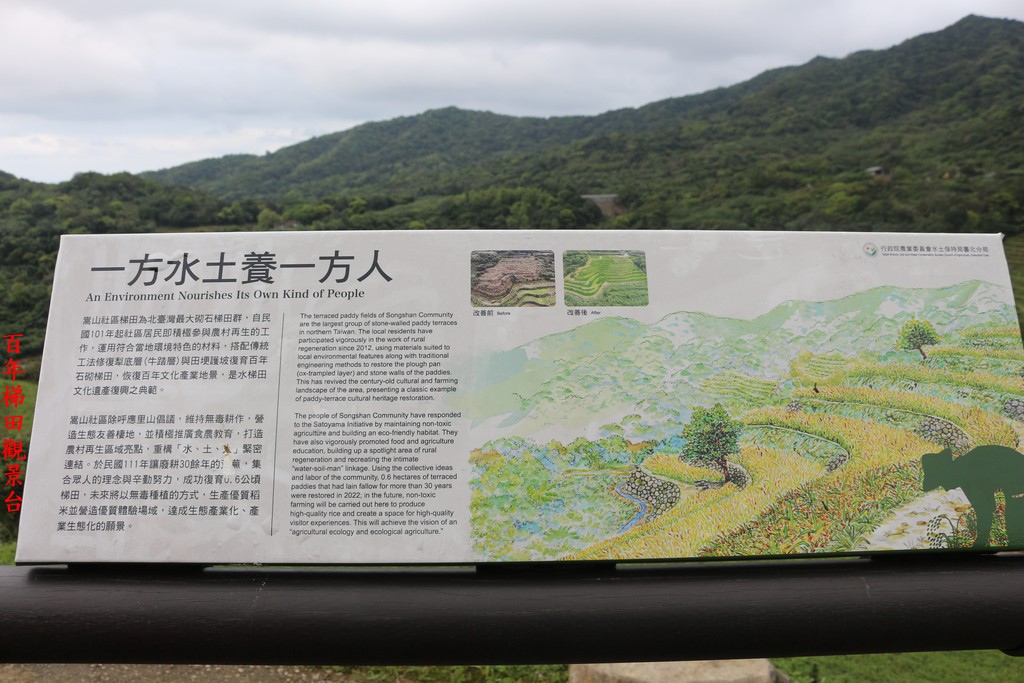 一方水土養一方人
An Environment Nourishes Its Own Kind of People
嵩山社區梯田為北臺灣最大砌石梯田群，自民
國101年起社區居民即積極參與農村再生的工
作，運用符合當地環境特色的材料，搭配傳統
工法修復犁底層(牛踏層)與田埂護坡復育百年
石砌梯田，恢復百年文化產業地景，是水梯田
文化遺產復興之典範。
嵩山社區除呼應里山倡議，維持無毒耕作，營
造生態友善棲地，並積極推廣食農教育，打造
農村再生區域亮點，重構「水、土、人」緊密
連結。於民國111年讓廢耕30餘年的 蕪，集
合眾人的理念與辛勤努力，成功復育0.6公頃
梯田，未來將以無毒種植的方式，生產優質稻
米並營造優質體驗場域，達成生態產業化、產
業生態化的願景。
The terraced paddy fields of Songshan Community
are the largest group of stone-walled paddy terraces
in northern Taiwan. The local residents have
participated vigorously in the work of rural
regeneration since 2012, using materials suited to
local environmental features along with traditional
engineering methods to restore the plough pan
(ox-trampled layer) and stone walls of the paddies.
This has revived the century-old cultural and farming
landscape of the area, presenting a classic example
of paddy-terrace cultural heritage restoration.
The people of Songshan Community have responded
to the Satoyama Initiative by maintaining non-toxic
agriculture and building an eco-friendly habitat. They
have also vigorously promoted food and agriculture
education, building up a spotlight area of rural
regeneration and recreating the intimate
"water-soil-man" linkage. Using the collective ideas
and labor of the community, 0.6 hectares of terraced
paddies that had lain fallow for more than 30 years
were restored in 2022; in the future, non-toxic
farming will be carried out here to produce
high-quality rice and create a space for high-quality
visitor experiences. This will achieve the vision of an
"agricultural ecology and ecological agriculture."
改善前 Before
改善後 After
行政院農業委員會水土保持局臺北分局
百年梯田觀景台